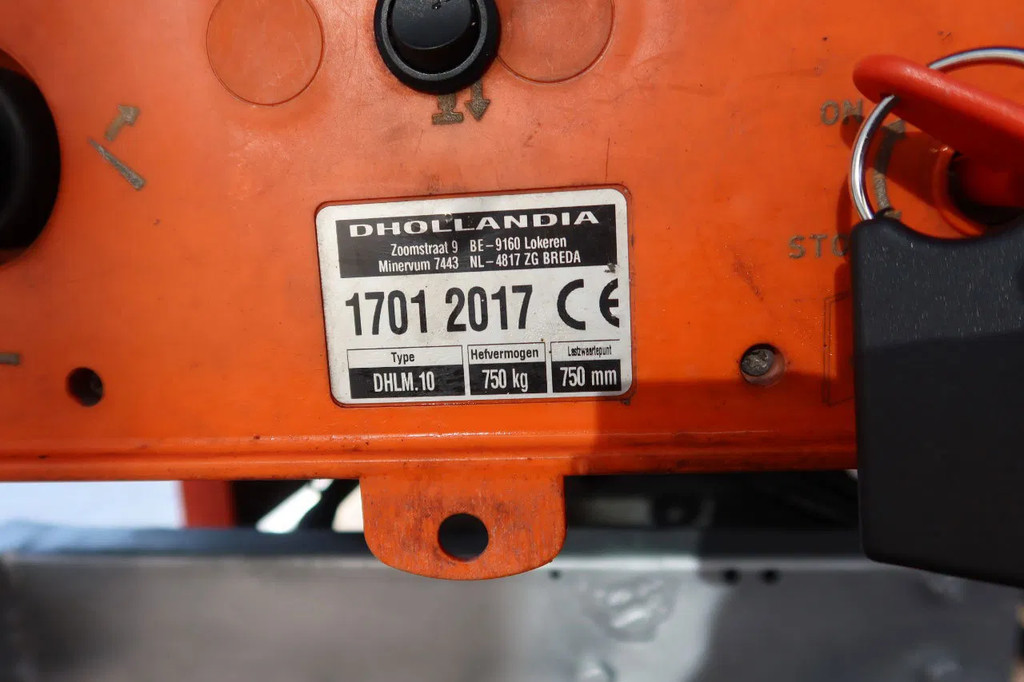 ON
STO
DHOLLANDIA
Zoomstraat 9 BE-9160 Lokeren
Minervum 7443 NL-4817 ZG BREDA
1701 2017 CE
Type Hefvermogen Lastzwaartepunt
DHLM.10 750 kg 750 mm